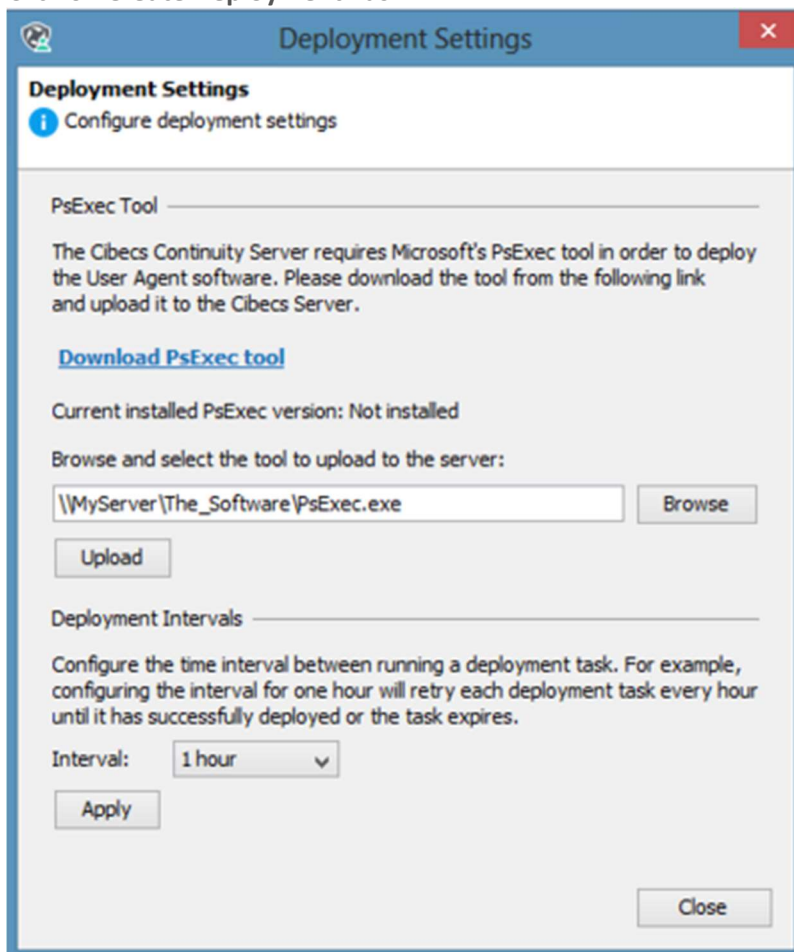 Deployment Settings
Deployment Settings
Configure deployment settings
PsExec Tool
The Cibecs Continuity Server requires Microsoft's PsExec tool in order to deploy
the User Agent software. Please download the tool from the following link
and upload it to the Cibecs Server.
Download PsExec tool
Current installed PsExec version: Not installed
Browse and select the tool to upload to the server:
\\MyServer\The_Software\PsExec.exe Browse
Upload
Deployment Intervals
Configure the time interval between running a deployment task. For example,
configuring the interval for one hour will retry each deployment task every hour
until it has successfully deployed or the task expires.
Interval: 1 hour
Apply
Close